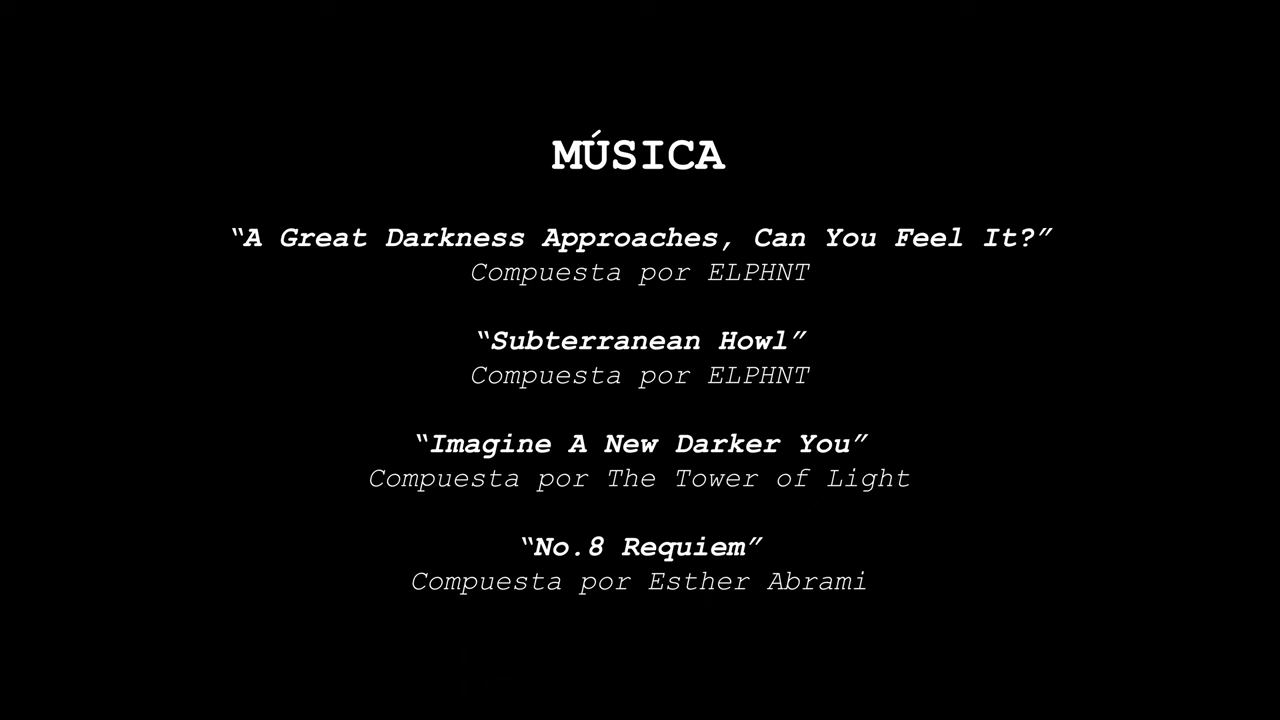 MÚSICA
“A Great Darkness Approaches, Can You Feel It?”
Compuesta por ELPHNT
“Subterranean Howl”
Compuesta por ELPHNT
“Imagine A New Darker You”
Compuesta por The Tower of Light
“No.8 Requiem”
Compuesta por Esther Abrami